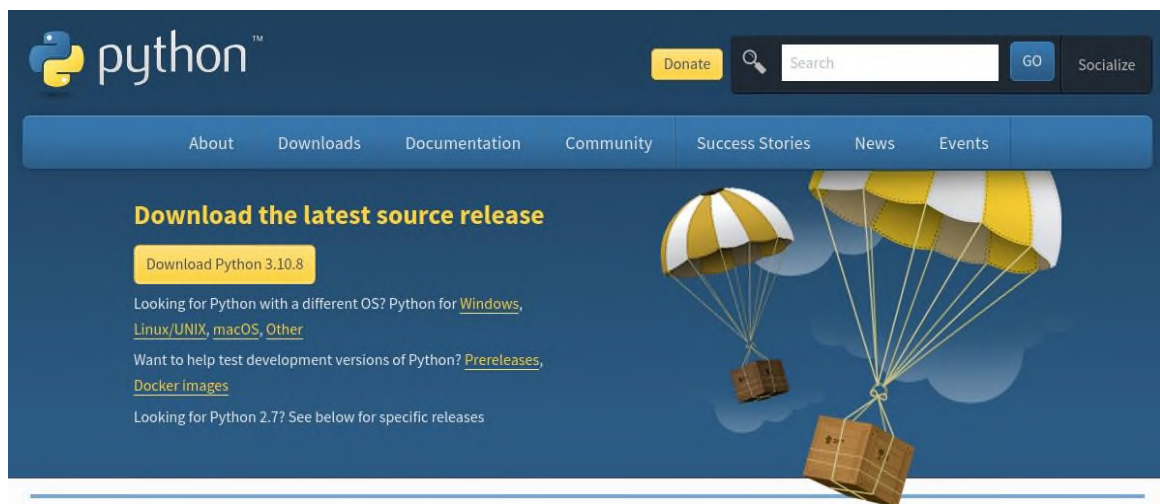 python™
Donate
Search
GO
Socialize
About Downloads Documentation Community Success Stories News Events
Download the latest source release
Download Python 3.10.8
Looking for Python with a different OS? Python for Windows,
Linux/UNIX, macOS, Other
Want to help test development versions of Python? Prereleases,
Docker images
Looking for Python 2.7? See below for specific releases